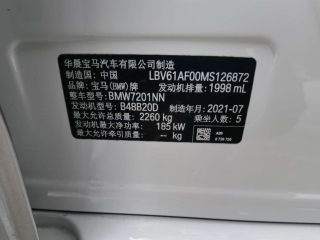 华晨宝马汽车有限公司制造
制造国：中国 LBV61AF00MS126872
品牌：宝马(BMW)牌 发动机排量：1998 mL
整车型号：BMW7201NN
发动机型号：B48B20D 制造年月：2021-07
最大允许总质量：2260 kg 乘坐人数：5
发动机最大净功率：185 kW
最大允许牵引质量：- kg